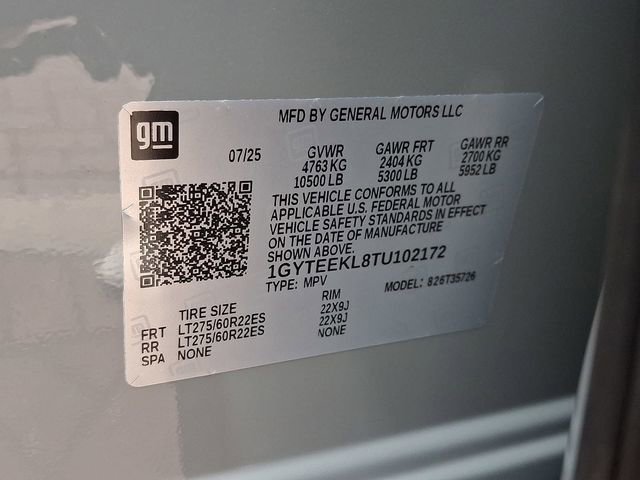 gm
MFD BY GENERAL MOTORS LLC
07/25 GVWR GAWR FRT GAWR RR
4763 KG 2404 KG 2700 KG
10500 LB 5300 LB 5952 LB
THIS VEHICLE CONFORMS TO ALL
APPLICABLE U.S. FEDERAL MOTOR
VEHICLE SAFETY STANDARDS IN EFFECT
ON THE DATE OF MANUFACTURE
SHOWN ABOVE.
1GYTEEKL8TU102172
TYPE: MPV MODEL: 826T35726
TIRE SIZE RIM
FRT LT275/60R22ES 22X9J
RR LT275/60R22ES 22X9J
SPA NONE NONE